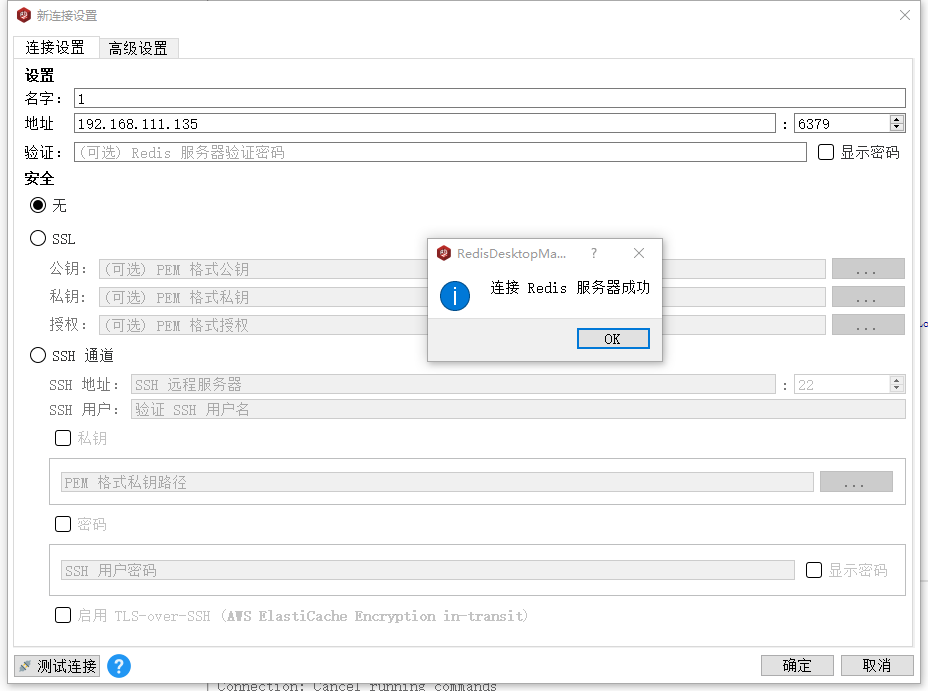 新连接设置
连接设置 高级设置
设置
名字： 1
地址 192.168.111.135 : 6379
验证： (可选) Redis 服务器验证密码 显示密码
安全
无
SSL
公钥： (可选) PEM 格式公钥 ...
私钥： (可选) PEM 格式私钥 ...
授权： (可选) PEM 格式授权 ...
RedisDesktopMa... ?
连接 Redis 服务器成功
OK
SSH 通道
SSH 地址： SSH 远程服务器 : 22
SSH 用户： 验证 SSH 用户名
私钥
PEM 格式私钥路径 ...
密码
SSH 用户密码 显示密码
启用 TLS-over-SSH (AWS ElastiCache Encryption in-transit)
测试连接 ? 确定 取消
Connection: Cancel running commands